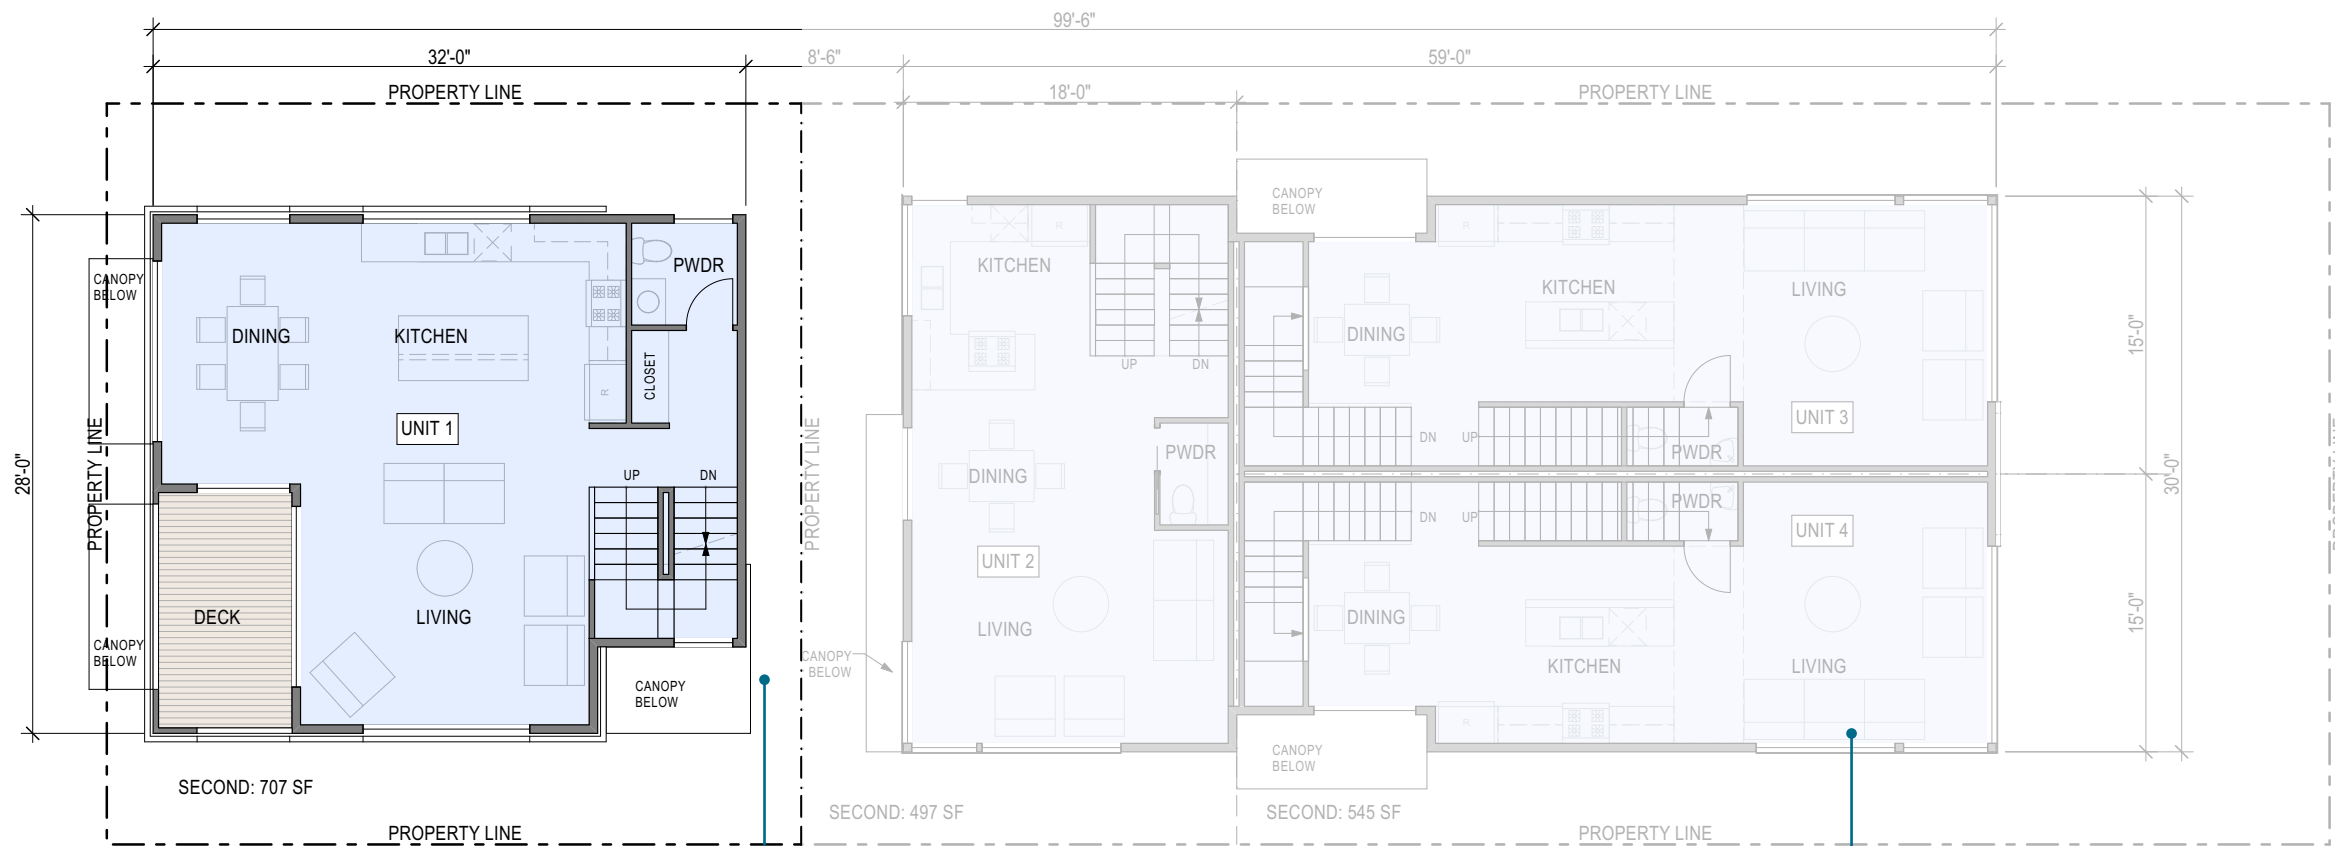 99'-6"
32'-0"
8'-6"
59'-0"
PROPERTY LINE
18'-0"
PROPERTY LINE
CANOPY
BELOW
PWDR
KITCHEN
R
CANOPY
BELOW
R
KITCHEN
LIVING
CANOPY
BELOW
DINING
KITCHEN
CLOSET
R
UNIT 1
UP
DN
DINING
UP
DN
UNIT 3
15'-0"
PROPERTY LINE
28'-0"
PROPERTY LINE
DINING
PWDR
DN
UP
PWDR
30'-0"
PROPERTY LINE
DN
UP
PWDR
UNIT 4
UNIT 2
DECK
LIVING
LIVING
DINING
KITCHEN
LIVING
15'-0"
CANOPY
BELOW
CANOPY
BELOW
CANOPY
BELOW
R
CANOPY
BELOW
SECOND: 707 SF
SECOND: 497 SF
SECOND: 545 SF
PROPERTY LINE
PROPERTY LINE